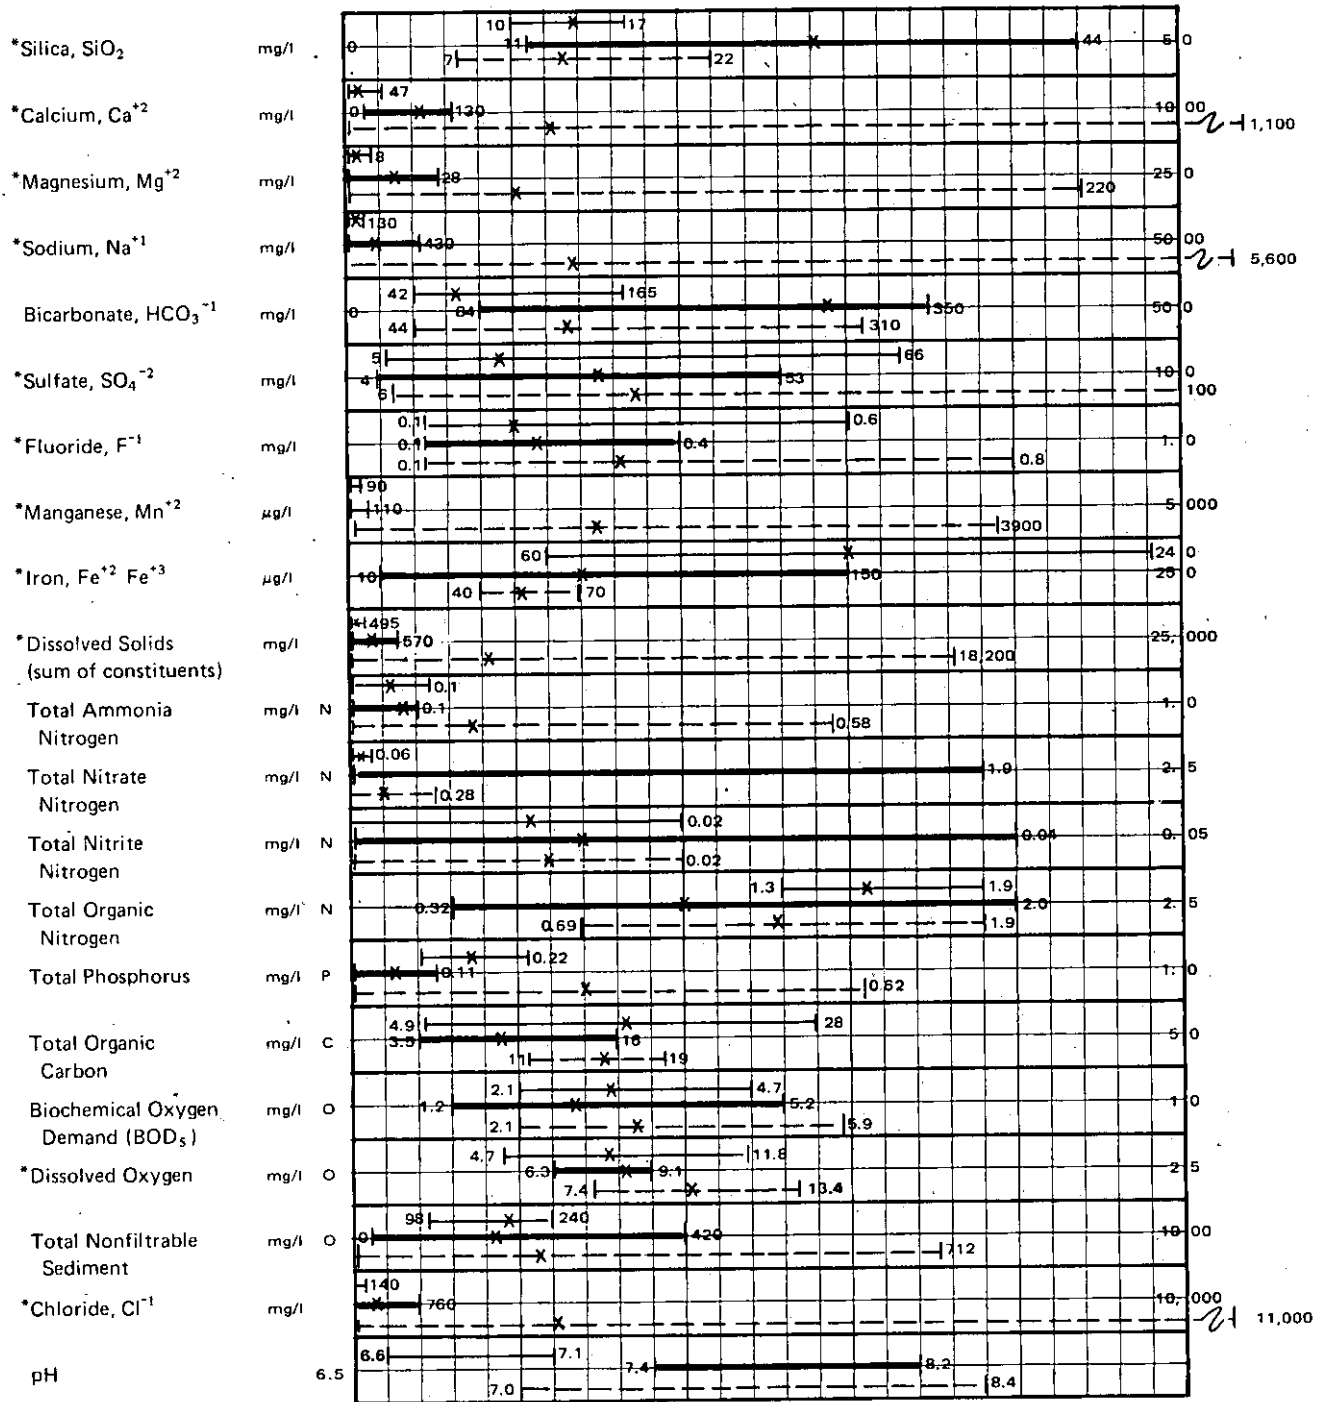 10 17
*Silica, SiO2 mg/l 0 11 44 5 0
7 22
47
*Calcium, Ca+2 mg/l 0 130 10 00
1,100
8
*Magnesium, Mg+2 mg/l 28 25 0
220
130
*Sodium, Na+1 mg/l 430 50 00
5,600
42 165
Bicarbonate, HCO3-1 mg/l 0 84 350 50 0
44 310
5 66
*Sulfate, SO4-2 mg/l 4 53 10 0
6 100
0.1 0.6
*Fluoride, F-1 mg/l 0.1 0.4 1. 0
0.1 0.8
90
*Manganese, Mn+2 µg/l 110 5, 000
3900
60 24 0
*Iron, Fe+2 Fe+3 µg/l 10 150 25 0
40 70
495
*Dissolved Solids mg/l 570 25, 000
(sum of constituents) 18,200
0.1
Total Ammonia mg/l N 0.1 1. 0
Nitrogen 0.58
0.06
Total Nitrate mg/l N 1.9 2. 5
Nitrogen 0.28
0.02
Total Nitrite mg/l N 0.04 0. 05
Nitrogen 0.02
1.3 1.9
Total Organic mg/l N 0.32 2.0 2. 5
Nitrogen 0.69 1.9
0.22
Total Phosphorus mg/l P 0.11 1. 0
0.62
4.9 28
Total Organic mg/l C 3.5 16 5 0
Carbon 11 19
2.1 4.7
Biochemical Oxygen mg/l O 1.2 5.2 1 0
Demand (BOD5) 2.1 5.9
4.7 11.8
*Dissolved Oxygen mg/l O 6.3 9.1 2 5
7.4 13.4
98 240
Total Nonfiltrable mg/l O 0 420 10 00
Sediment 712
140
*Chloride, Cl-1 mg/l 760 10, 000
11,000
6.6 7.1
pH 6.5 7.4 8.2
7.0 8.4